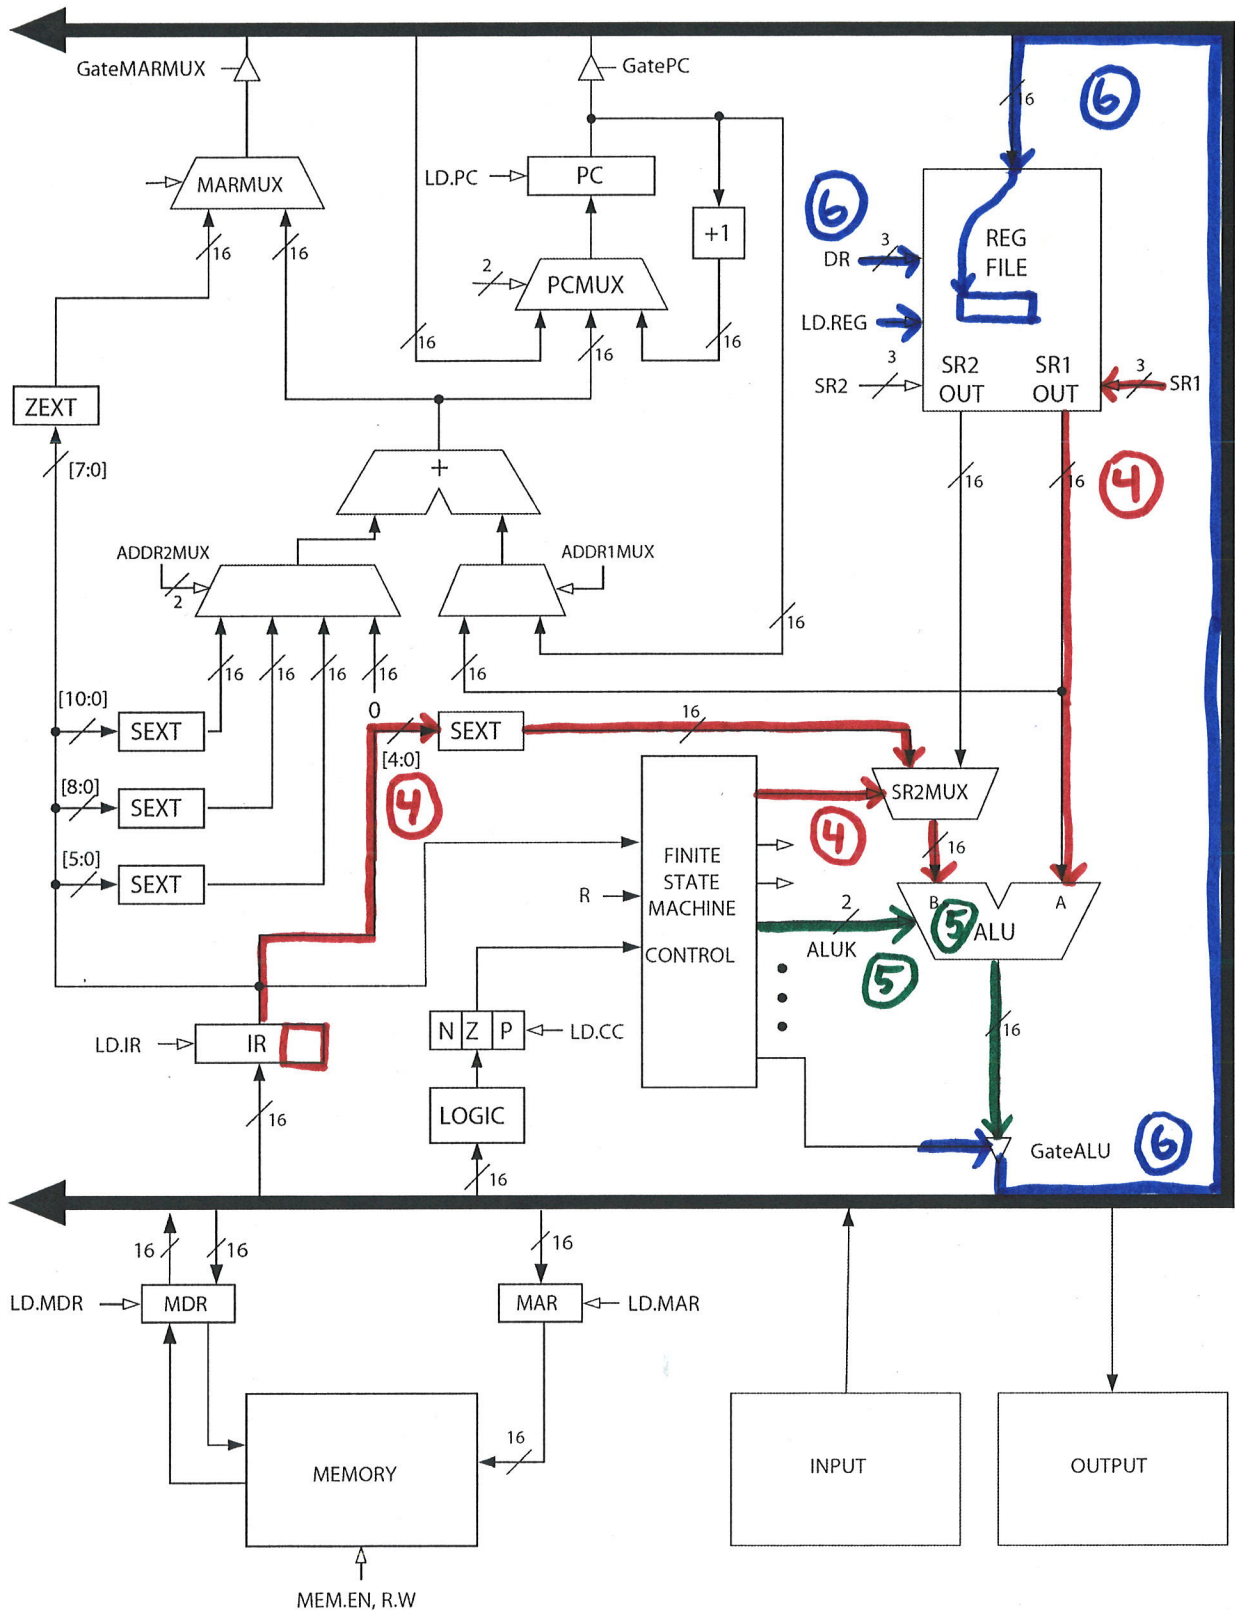 GateMARMUX
GatePC
16
6
MARMUX
LD.PC
PC
6
+1
3
DR
REG
FILE
16
16
2
PCMUX
LD.REG
16
16
16
3
SR2
SR2
OUT
SR1
OUT
3
SR1
ZEXT
[7:0]
+
16
16
4
ADDR2MUX
2
ADDR1MUX
16
16
16
16
16
16
[10:0]
SEXT
0
[4:0]
SEXT
16
4
[8:0]
SEXT
SR2MUX
4
16
[5:0]
SEXT
FINITE
STATE
MACHINE
CONTROL
R
2
ALUK
B
A
5
ALU
5
LD.IR
IR
N Z P
LD.CC
16
16
LOGIC
16
GateALU
6
16
16
16
LD.MDR
MDR
MAR
LD.MAR
16
MEMORY
INPUT
OUTPUT
MEM.EN, R.W